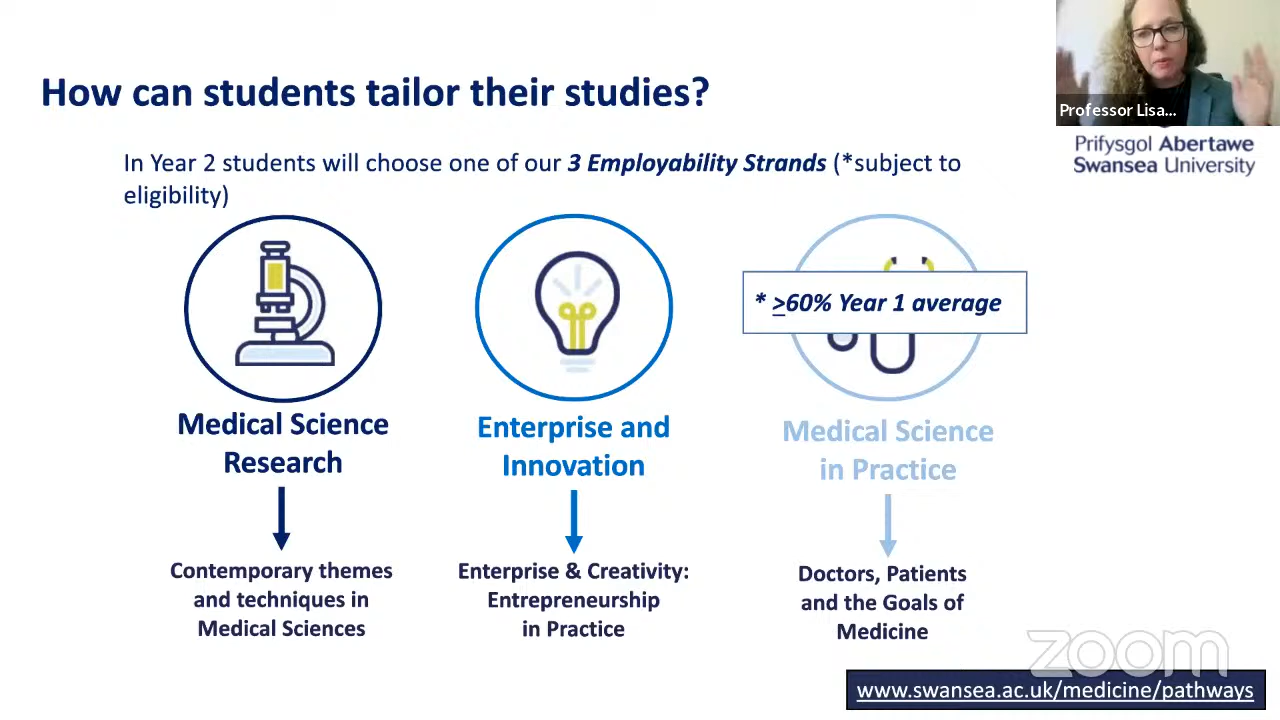 How can students tailor their studies?
Professor Lisa...
Prifysgol Abertawe
Swansea University
In Year 2 students will choose one of our 3 Employability Strands (*subject to
eligibility)
* ≥60% Year 1 average
Medical Science
Research
Enterprise and
Innovation
Medical Science
in Practice
Contemporary themes
and techniques in
Medical Sciences
Enterprise & Creativity:
Entrepreneurship
in Practice
Doctors, Patients
and the Goals of
Medicine
zoom
www.swansea.ac.uk/medicine/pathways